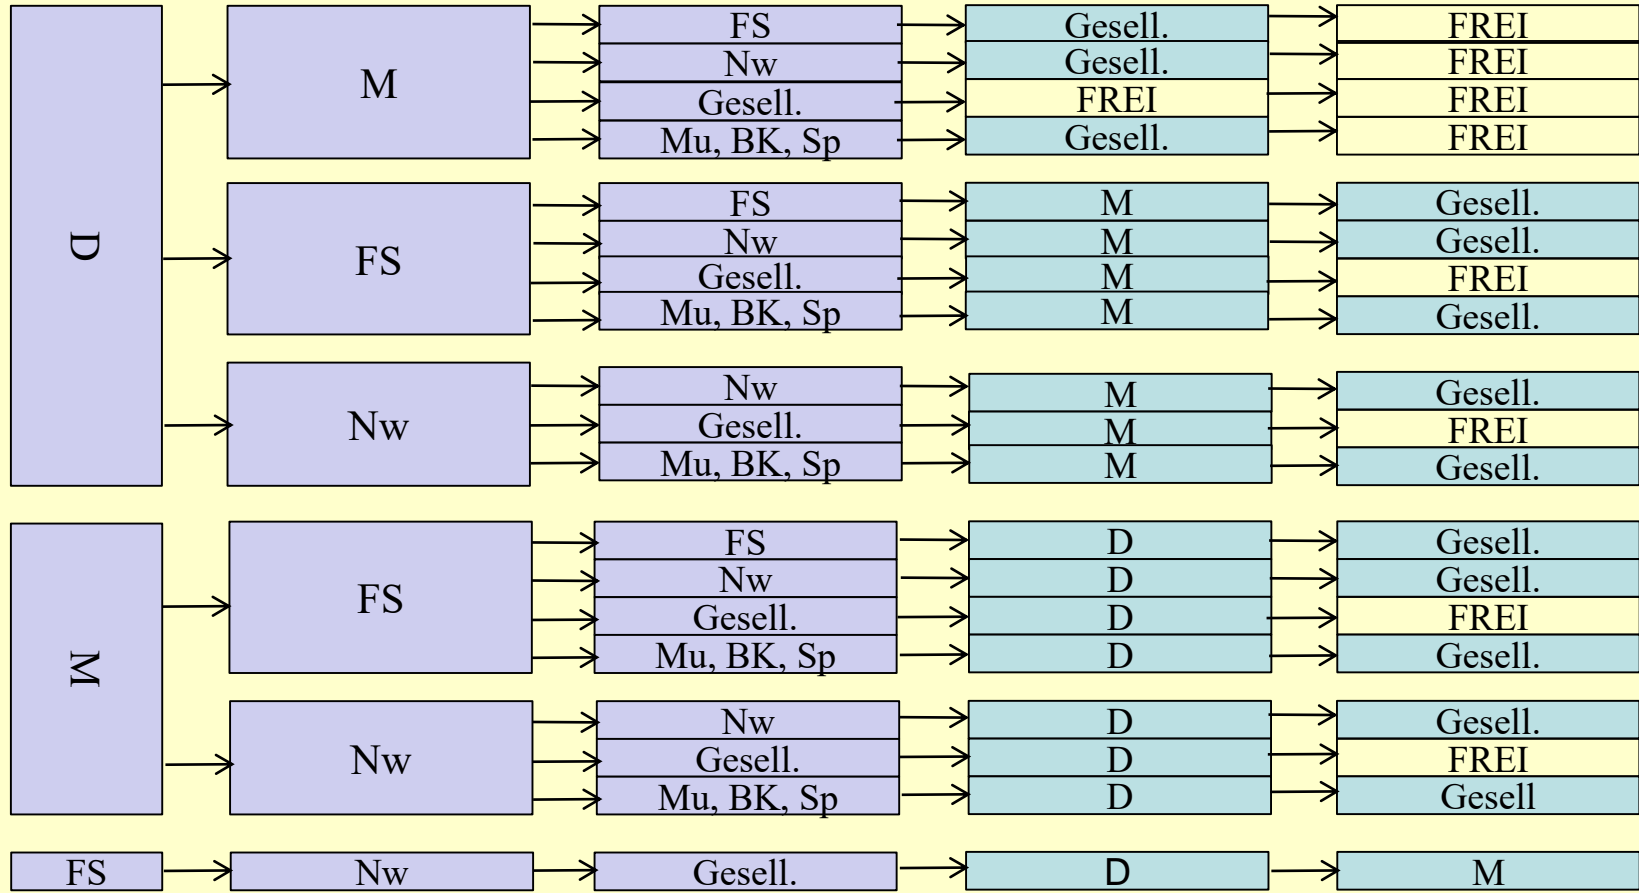 FS Gesell. FREI
Nw Gesell. FREI
M
Gesell. FREI FREI
Mu, BK, Sp Gesell. FREI
D
FS M Gesell.
Nw M Gesell.
FS
Gesell. M FREI
Mu, BK, Sp M Gesell.
Nw M Gesell.
Nw
Gesell. M FREI
Mu, BK, Sp M Gesell.
FS D Gesell.
Nw D Gesell.
FS
Gesell. D FREI
Mu, BK, Sp D Gesell.
M
Nw D Gesell.
Nw
Gesell. D FREI
Mu, BK, Sp D Gesell
FS Nw Gesell. D M